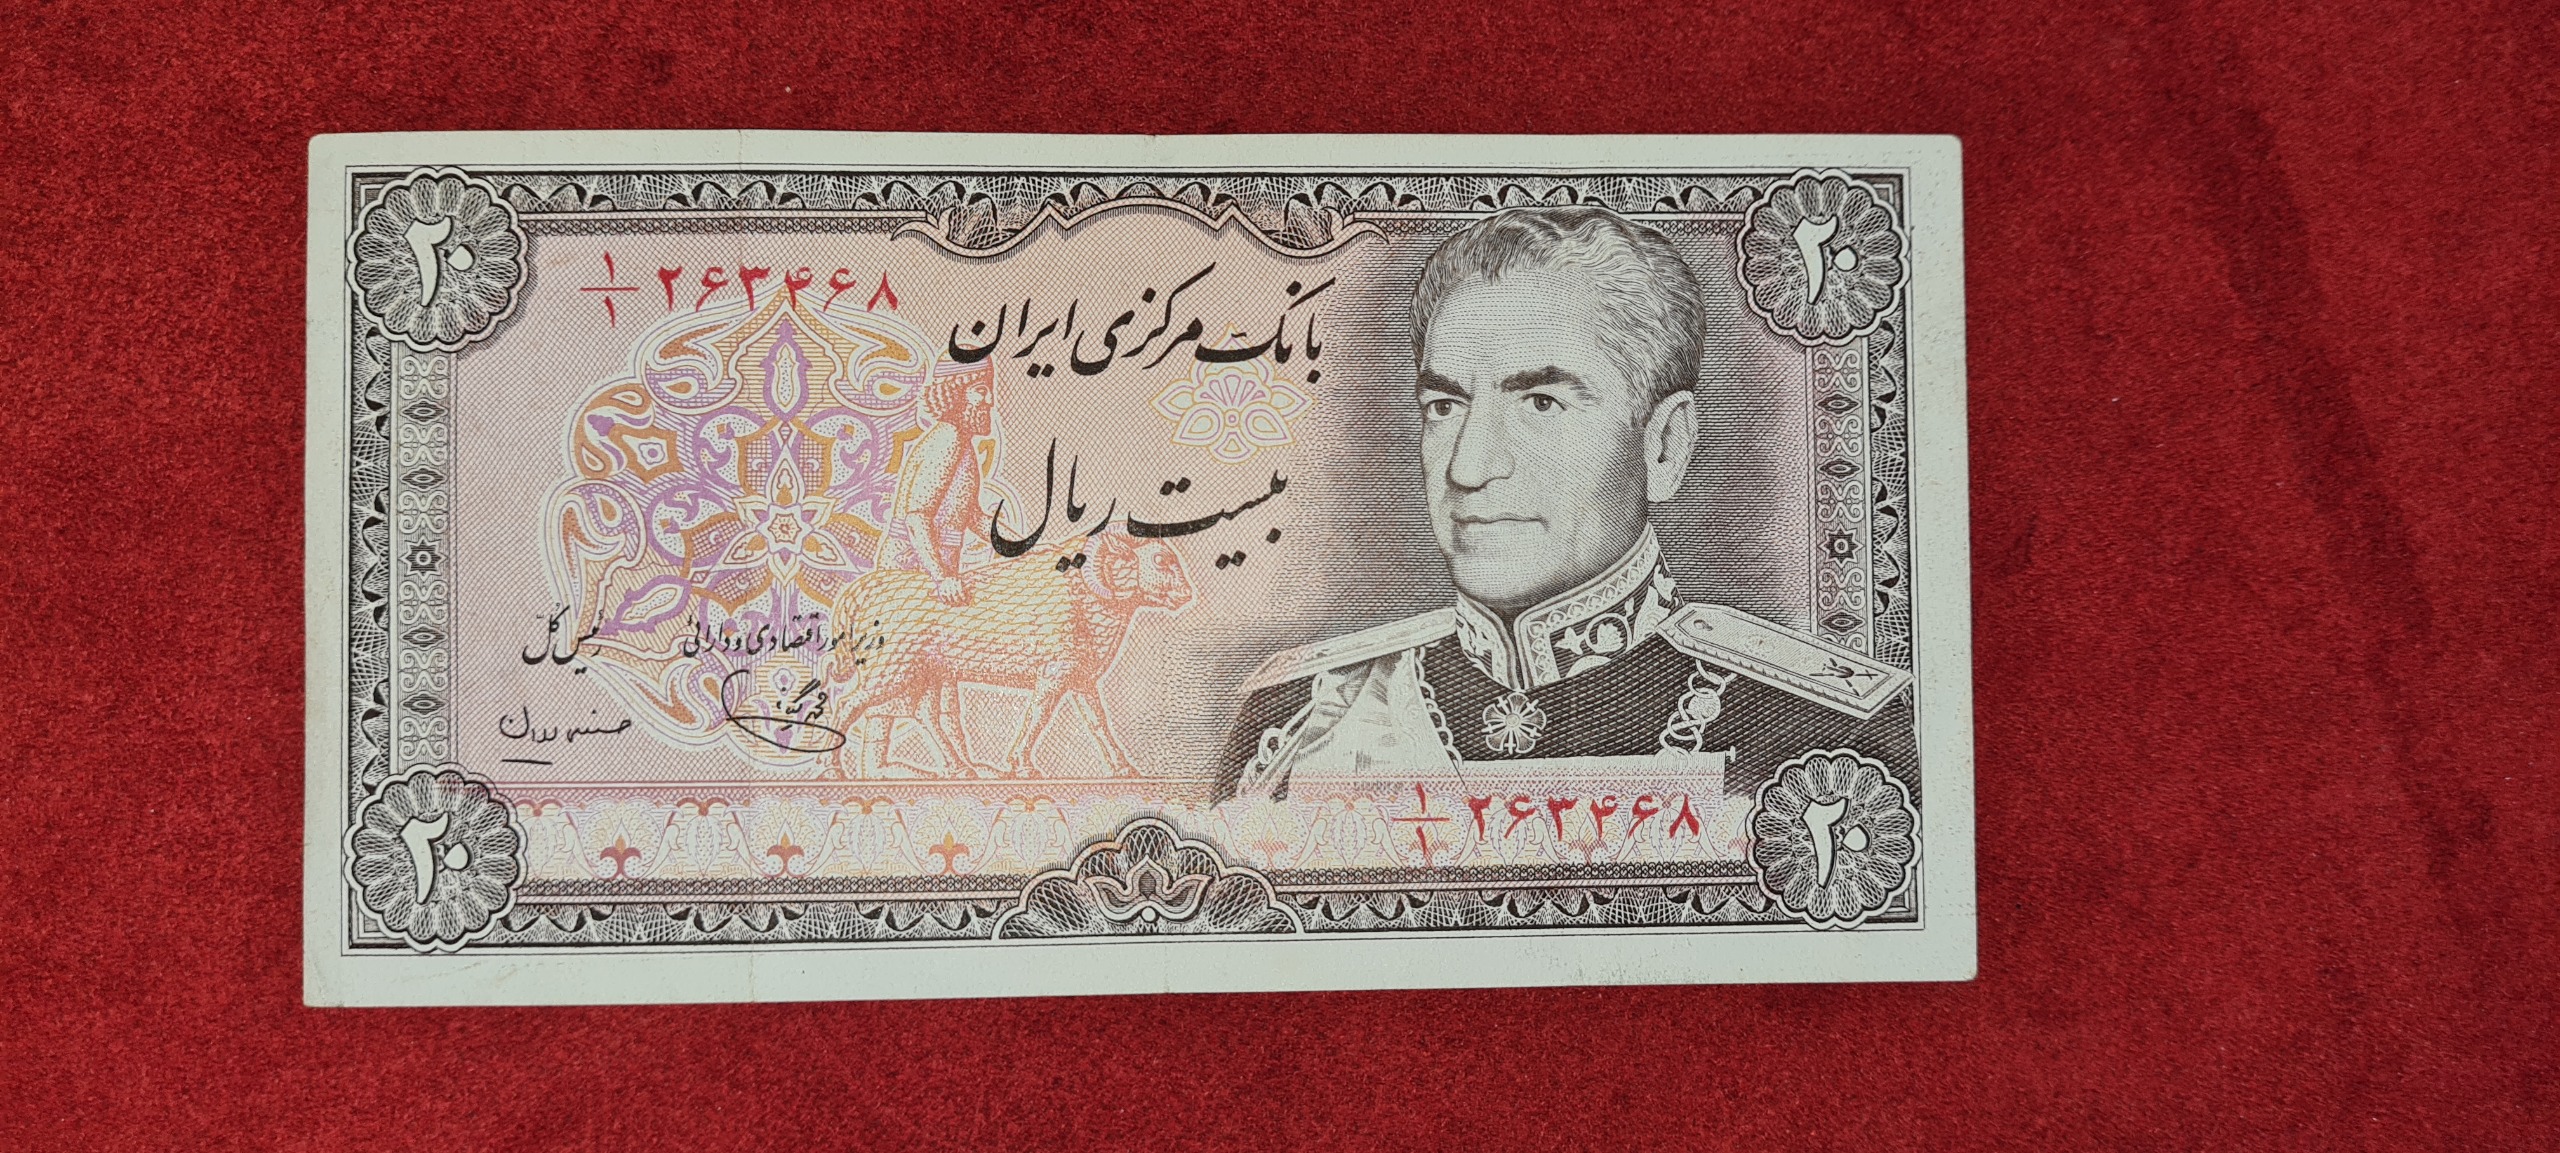 ۲۰
۲۰
۱/۱ ۲۶۳۴۶۸
بانک مرکزی ایران
بیست ریال
وزیر امور اقتصادی و دارائی
رئیس کل
۱/۱ ۲۶۳۴۶۸
۲۰
۲۰